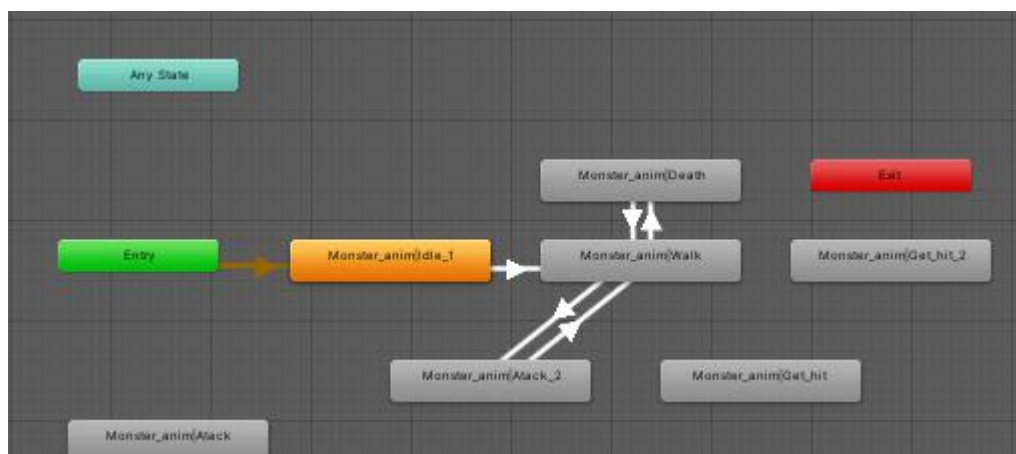 Any State
Monster_anim|Death
Exit
Entry
Monster_anim|Idle_1
Monster_anim|Walk
Monster_anim|Get_hit_2
Monster_anim|Atack_2
Monster_anim|Get_hit
Monster_anim|Atack